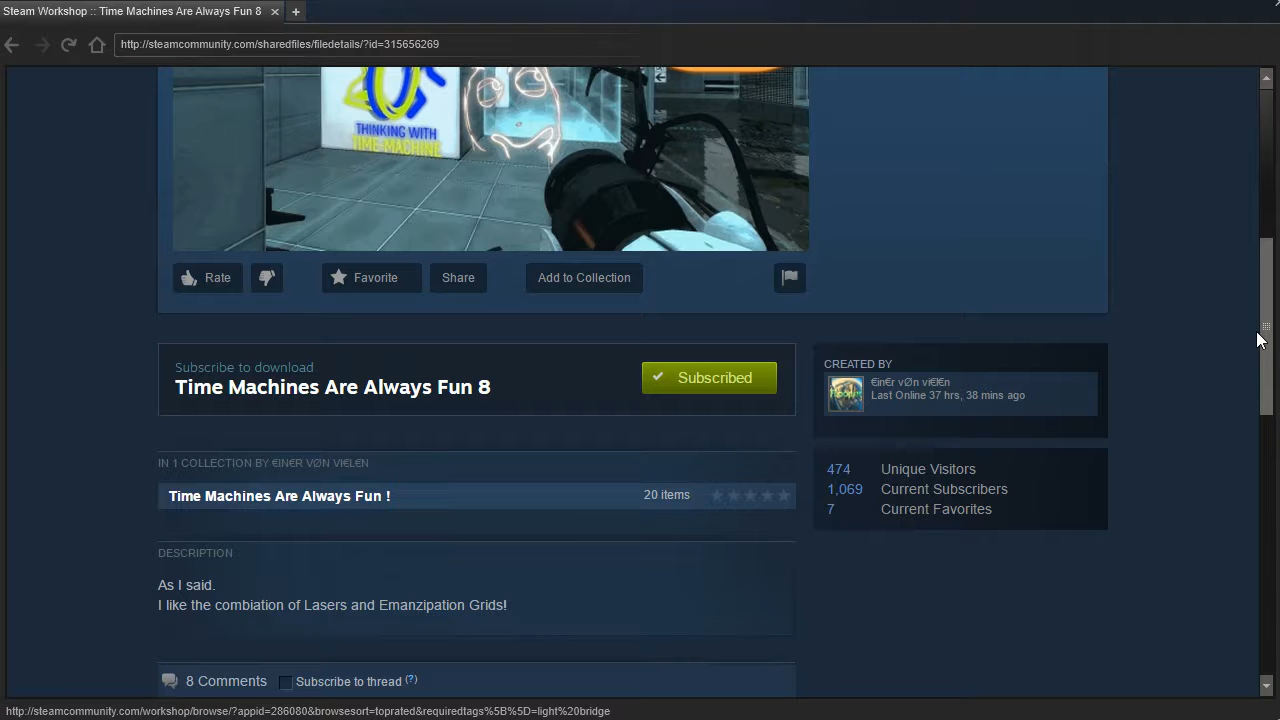 Steam Workshop :: Time Machines Are Always Fun 8
http://steamcommunity.com/sharedfiles/filedetails/?id=315656269
THINKING WITH
TIME MACHINE
Rate
Favorite
Share
Add to Collection
Subscribe to download
Time Machines Are Always Fun 8
Subscribed
CREATED BY
€in€r vØn vi€l€n
Last Online 37 hrs, 38 mins ago
IN 1 COLLECTION BY €IN€R VØN VI€L€N
Time Machines Are Always Fun !
20 items
474 Unique Visitors
1,069 Current Subscribers
7 Current Favorites
DESCRIPTION
As I said.
I like the combiation of Lasers and Emanzipation Grids!
8 Comments
Subscribe to thread (?)
http://steamcommunity.com/workshop/browse/?appid=286080&browsesort=toprated&requiredtags%5B%5D=light%20bridge